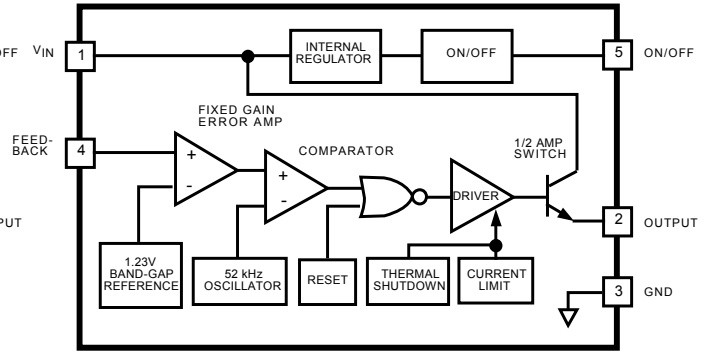 OFF VIN 1
INTERNAL
REGULATOR
ON/OFF
5 ON/OFF
FIXED GAIN
ERROR AMP
FEED-
BACK
4
+
-
COMPARATOR
+
-
1/2 AMP
SWITCH
DRIVER
2 OUTPUT
PUT
1.23V
BAND-GAP
REFERENCE
52 kHz
OSCILLATOR
RESET
THERMAL
SHUTDOWN
CURRENT
LIMIT
3 GND